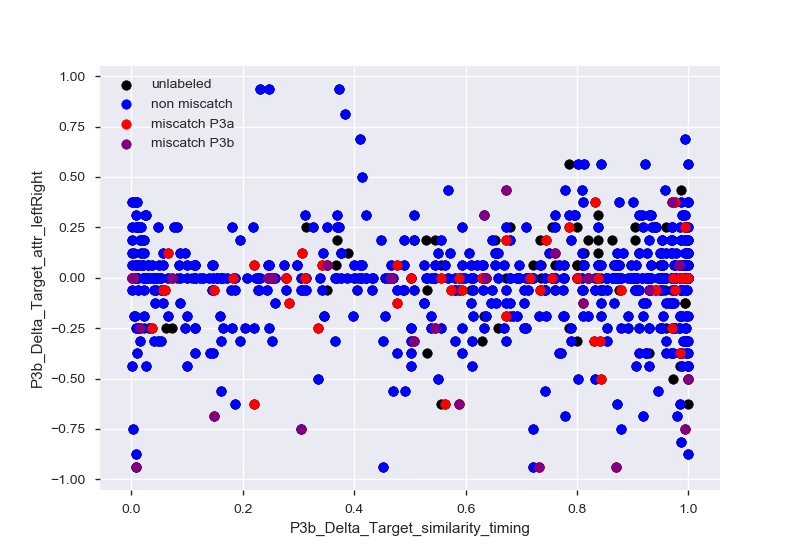 1.00
0.75
0.50
0.25
0.00
−0.25
−0.50
−0.75
−1.00
P3b_Delta_Target_attr_leftRight
unlabeled
non miscatch
miscatch P3a
miscatch P3b
0.0 0.2 0.4 0.6 0.8 1.0
P3b_Delta_Target_similarity_timing